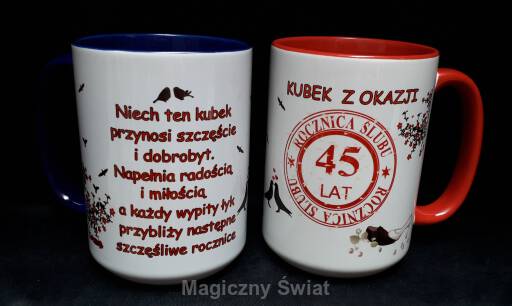 Niech ten kubek
przynosi szczęście
i dobrobyt.
Napełnia radością
i miłością
a każdy wypity łyk
przybliży następne
szczęśliwe rocznice
KUBEK Z OKAZJI
ROCZNICA ŚLUBU
45
LAT
ROCZNICA ŚLUBU
Magiczny Świat